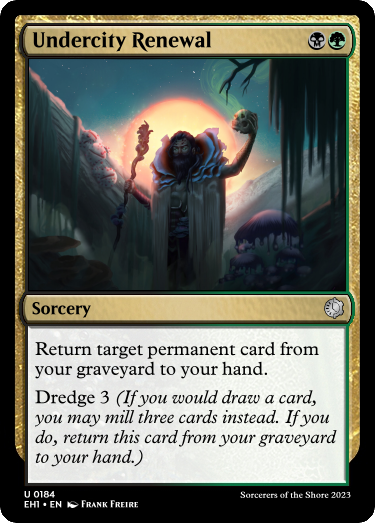 Undercity Renewal
Sorcery
Return target permanent card from
your graveyard to your hand.
Dredge 3 (If you would draw a card,
you may mill three cards instead. If you
do, return this card from your graveyard
to your hand.)
U 0184
EH1 • EN Frank Freire
Sorcerers of the Shore 2023